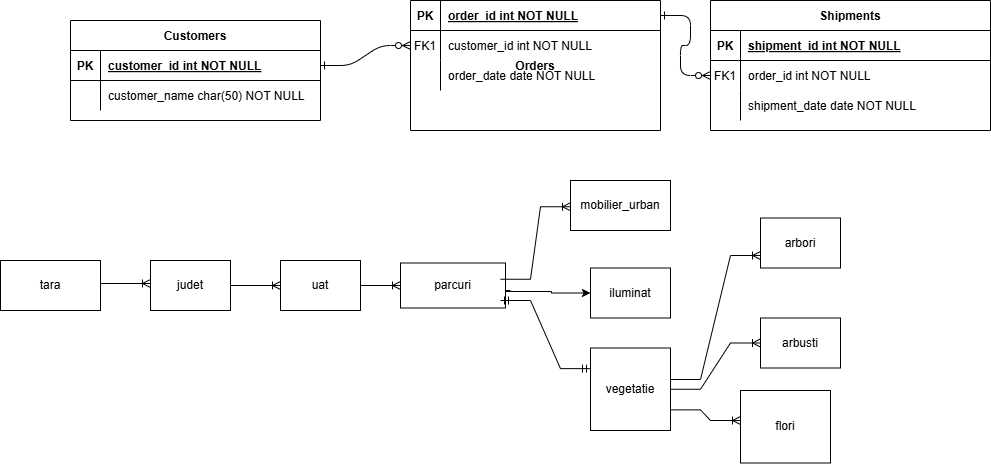 Customers
PK customer_id int NOT NULL
customer_name char(50) NOT NULL
PK order_id int NOT NULL
FK1 customer_id int NOT NULL
Orders
order_date date NOT NULL
Shipments
PK shipment_id int NOT NULL
FK1 order_id int NOT NULL
shipment_date date NOT NULL
tara
judet
uat
parcuri
mobilier_urban
iluminat
vegetatie
arbori
arbusti
flori